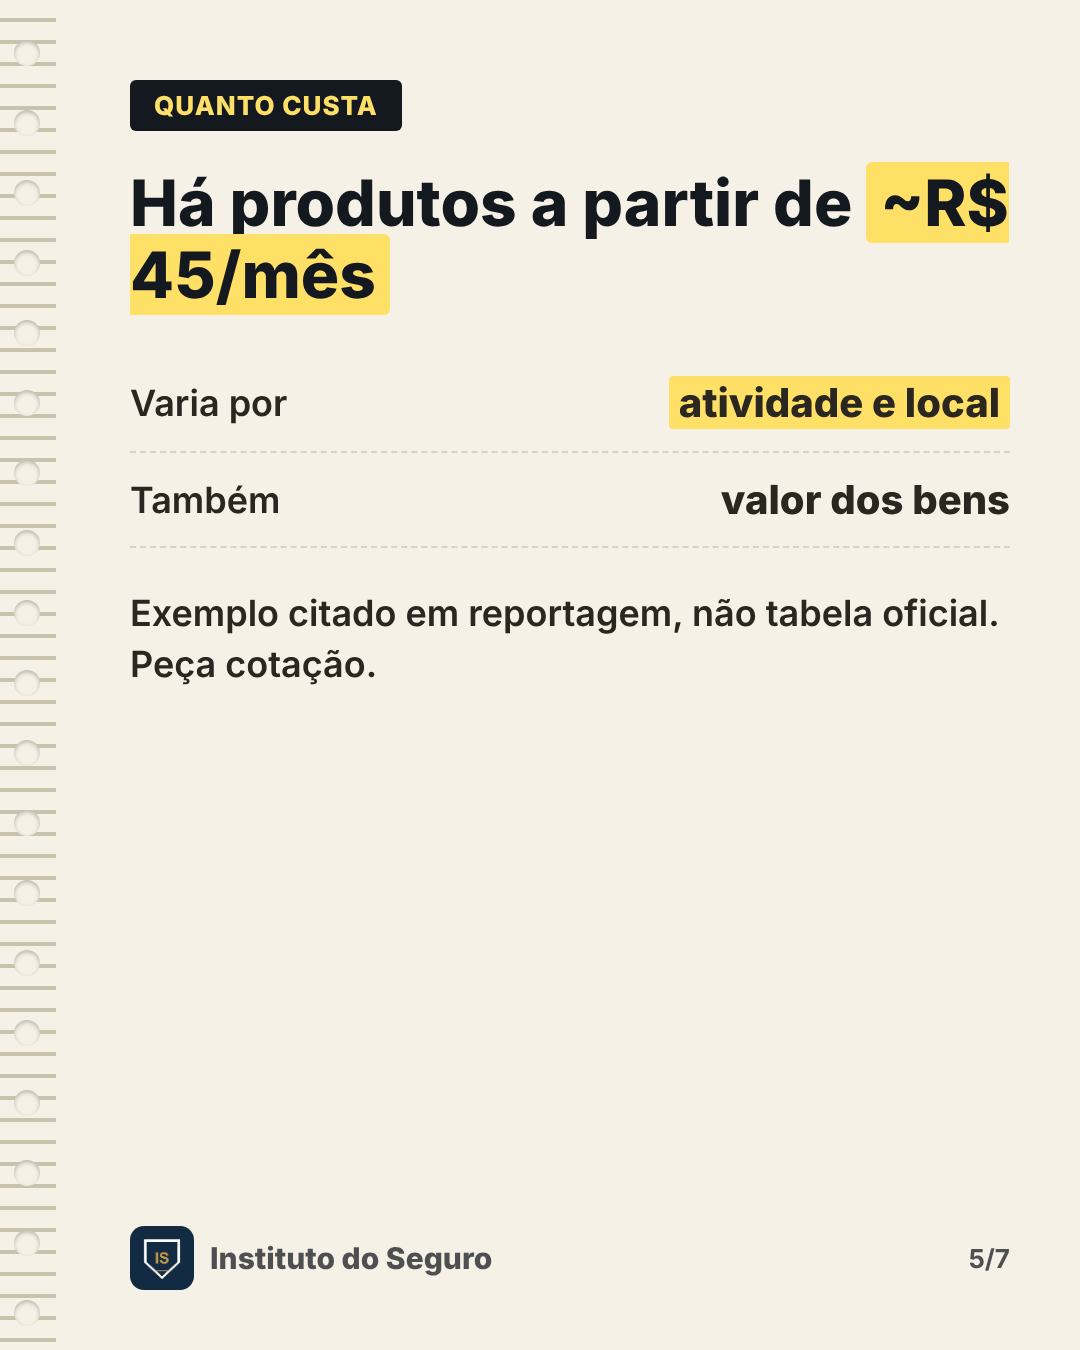 QUANTO CUSTA
Há produtos a partir de ~R$
45/mês
Varia por atividade e local
Também valor dos bens
Exemplo citado em reportagem, não tabela oficial.
Peça cotação.
IS Instituto do Seguro 5/7